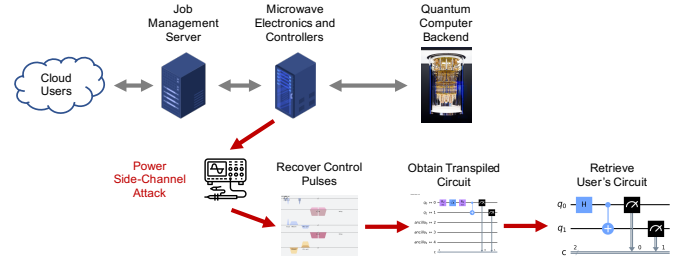 Job
Management
Server
Microwave
Electronics and
Controllers
Quantum
Computer
Backend
Cloud
Users
Power
Side-Channel
Attack
Recover Control
Pulses
Obtain Transpiled
Circuit
Retrieve
User's Circuit
q0
H
q1
c
2
0
1